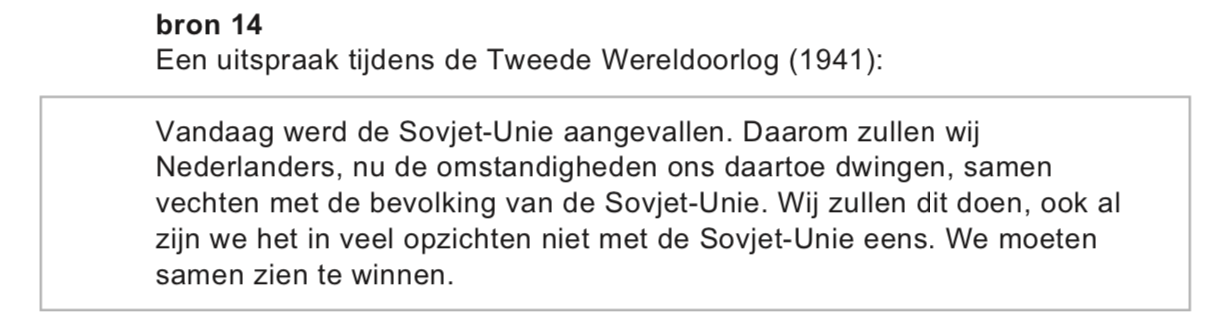 bron 14
Een uitspraak tijdens de Tweede Wereldoorlog (1941):
Vandaag werd de Sovjet-Unie aangevallen. Daarom zullen wij
Nederlanders, nu de omstandigheden ons daartoe dwingen, samen
vechten met de bevolking van de Sovjet-Unie. Wij zullen dit doen, ook al
zijn we het in veel opzichten niet met de Sovjet-Unie eens. We moeten
samen zien te winnen.